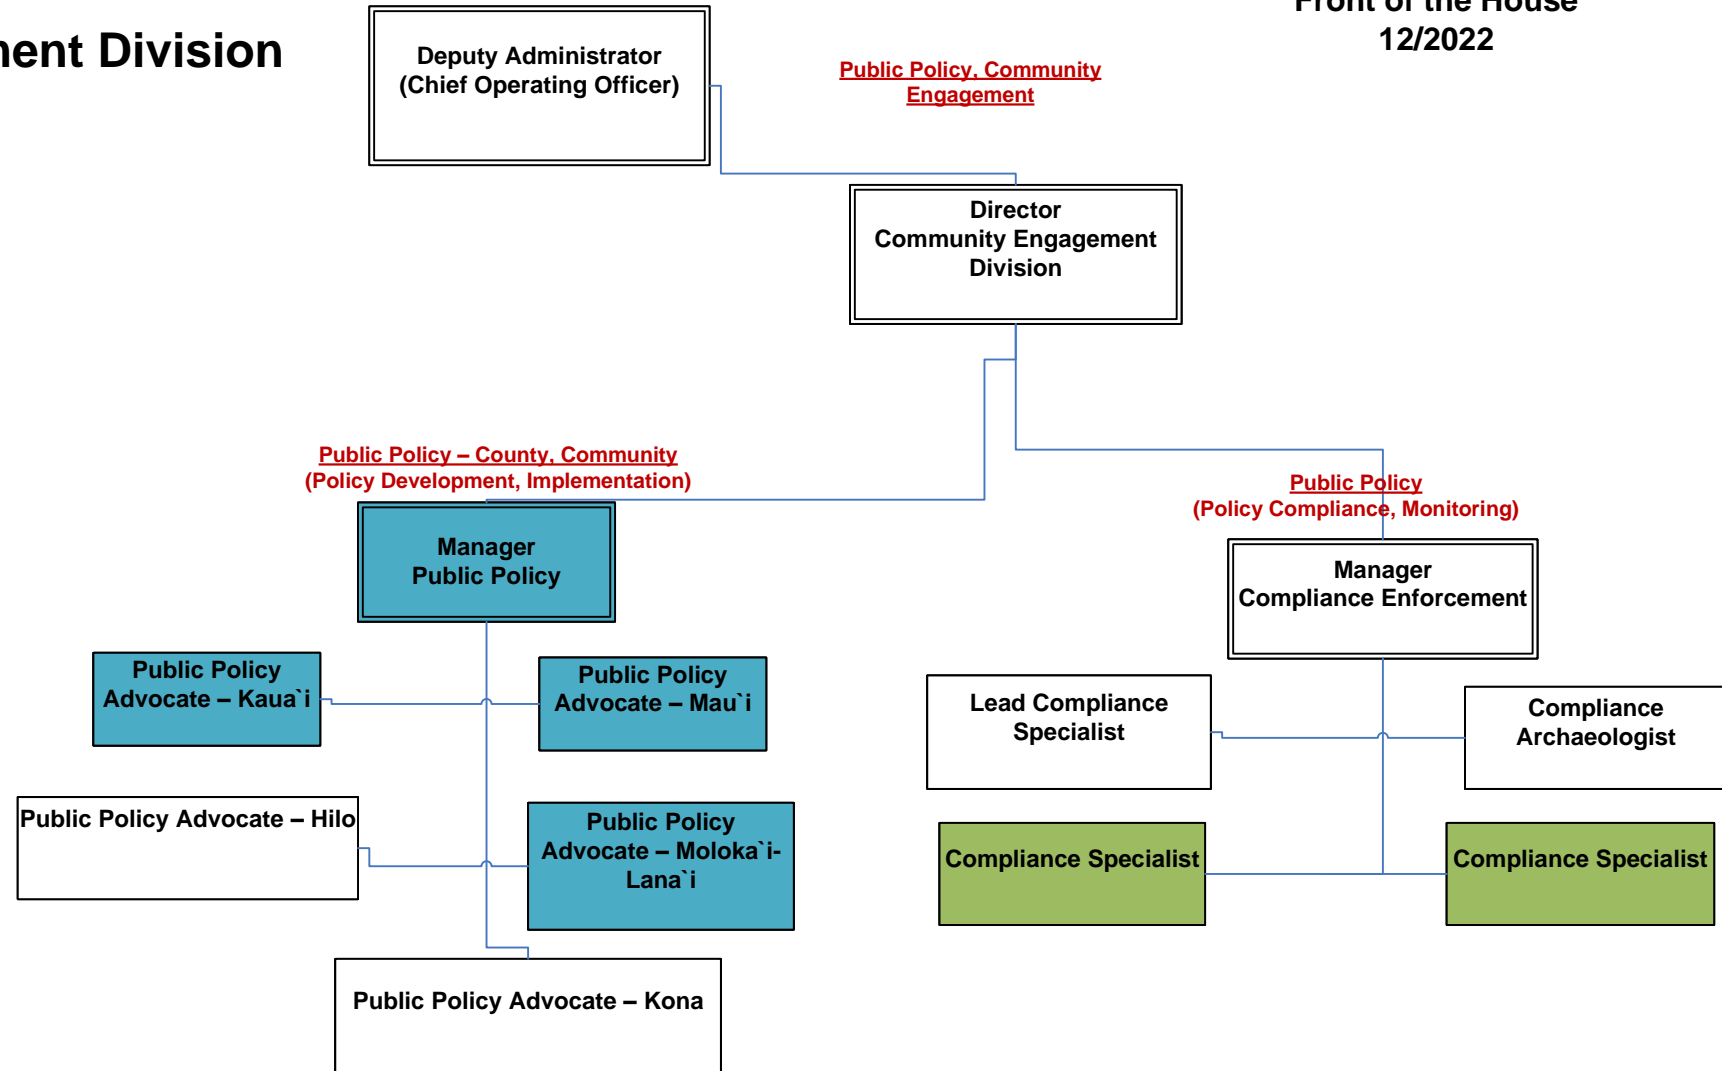 Front of the House
12/2022
ment Division
Deputy Administrator
(Chief Operating Officer)
Public Policy, Community
Engagement
Director
Community Engagement
Division
Public Policy – County, Community
(Policy Development, Implementation)
Public Policy
(Policy Compliance, Monitoring)
Manager
Public Policy
Manager
Compliance Enforcement
Public Policy
Advocate – Kaua`i
Public Policy
Advocate – Mau`i
Lead Compliance
Specialist
Compliance
Archaeologist
Public Policy Advocate – Hilo
Public Policy
Advocate – Moloka`i-
Lana`i
Compliance Specialist
Compliance Specialist
Public Policy Advocate – Kona